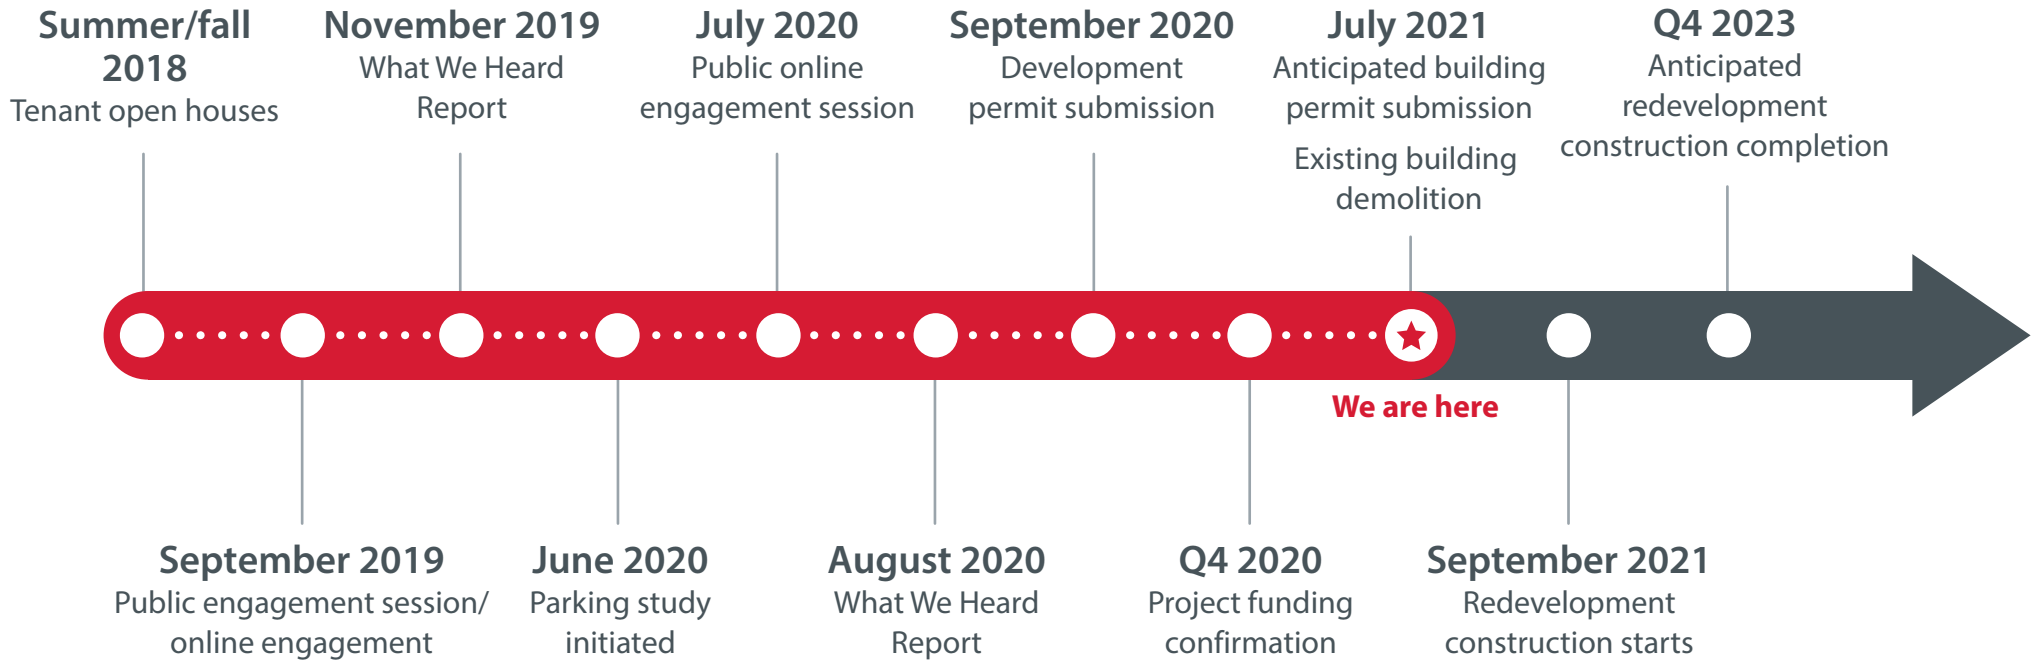 Summer/fall
2018
Tenant open houses
November 2019
What We Heard
Report
July 2020
Public online
engagement session
September 2020
Development
permit submission
July 2021
Anticipated building
permit submission
Existing building
demolition
Q4 2023
Anticipated
redevelopment
construction completion
We are here
September 2019
Public engagement session/
online engagement
June 2020
Parking study
initiated
August 2020
What We Heard
Report
Q4 2020
Project funding
confirmation
September 2021
Redevelopment
construction starts